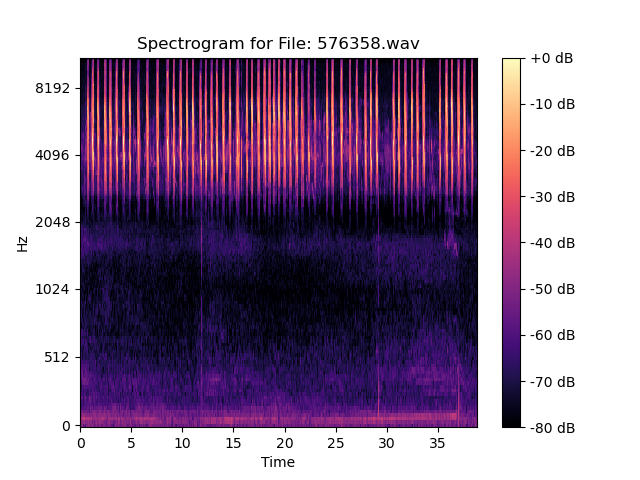 Spectrogram for File: 576358.wav
8192
4096
2048
1024
512
0
Hz
0 5 10 15 20 25 30 35
Time
+0 dB
-10 dB
-20 dB
-30 dB
-40 dB
-50 dB
-60 dB
-70 dB
-80 dB